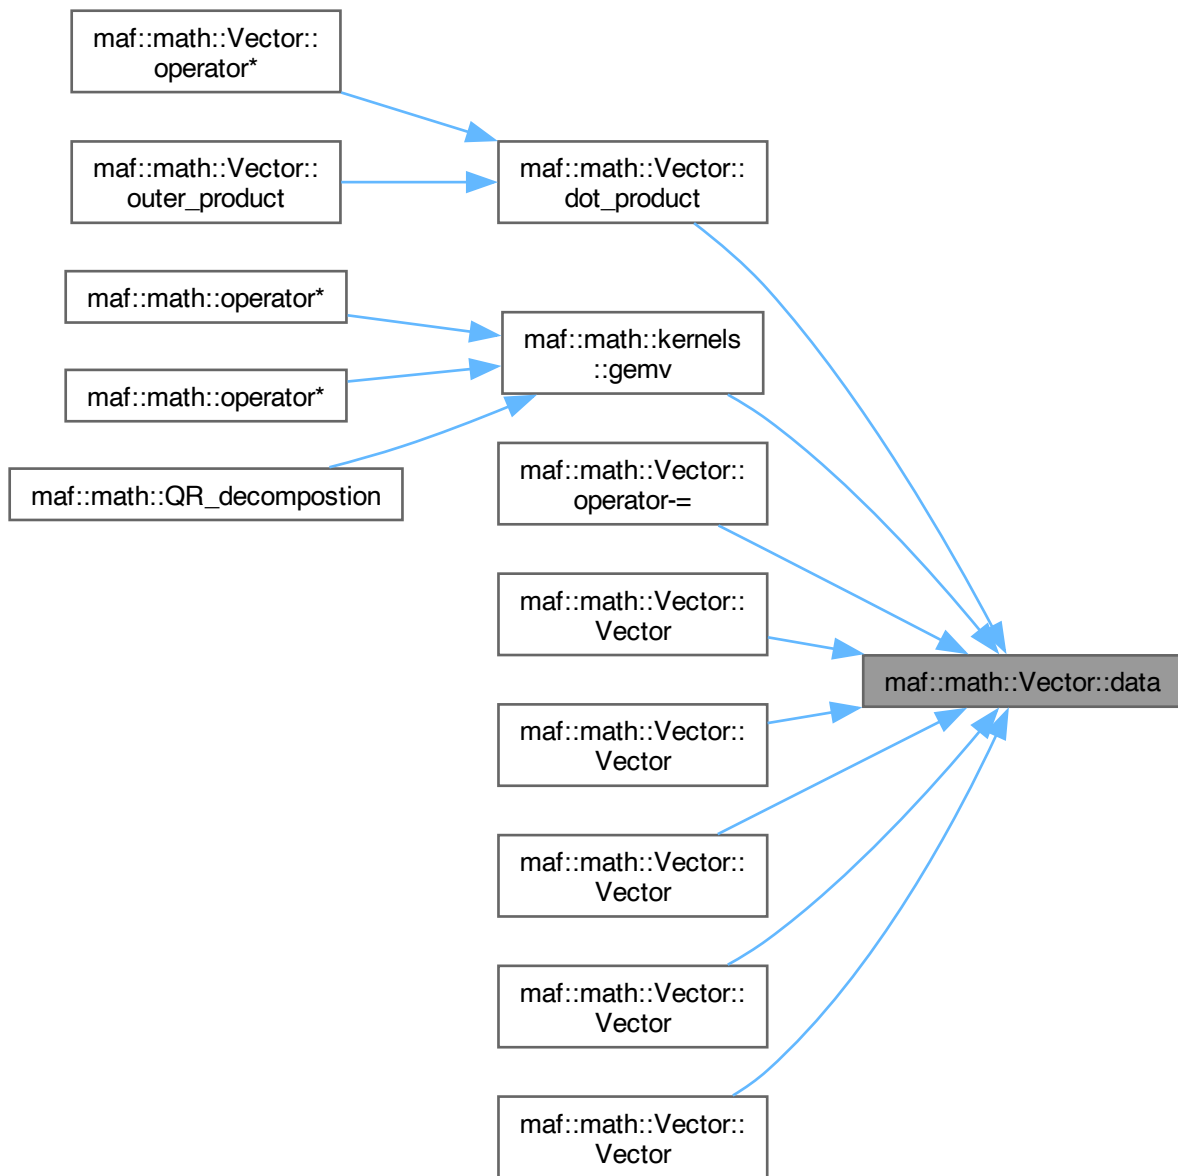 maf::math::Vector::
operator*
maf::math::Vector::
outer_product
maf::math::Vector::
dot_product
maf::math::operator*
maf::math::operator*
maf::math::kernels
::gemv
maf::math::QR_decompostion
maf::math::Vector::
operator-=
maf::math::Vector::
Vector
maf::math::Vector::data
maf::math::Vector::
Vector
maf::math::Vector::
Vector
maf::math::Vector::
Vector
maf::math::Vector::
Vector